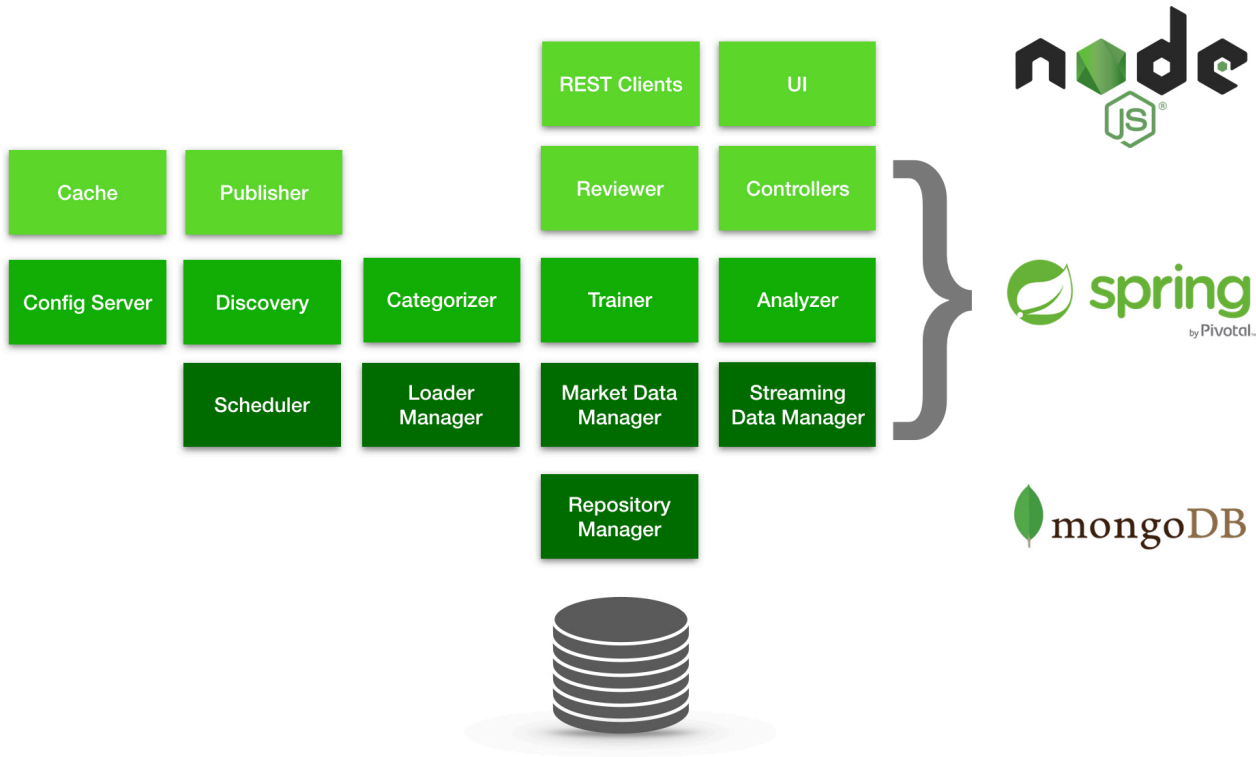 node
JS®
REST Clients
UI
Cache
Publisher
Reviewer
Controllers
Config Server
Discovery
Categorizer
Trainer
Analyzer
spring
by Pivotal™
Scheduler
Loader
Manager
Market Data
Manager
Streaming
Data Manager
Repository
Manager
mongoDB